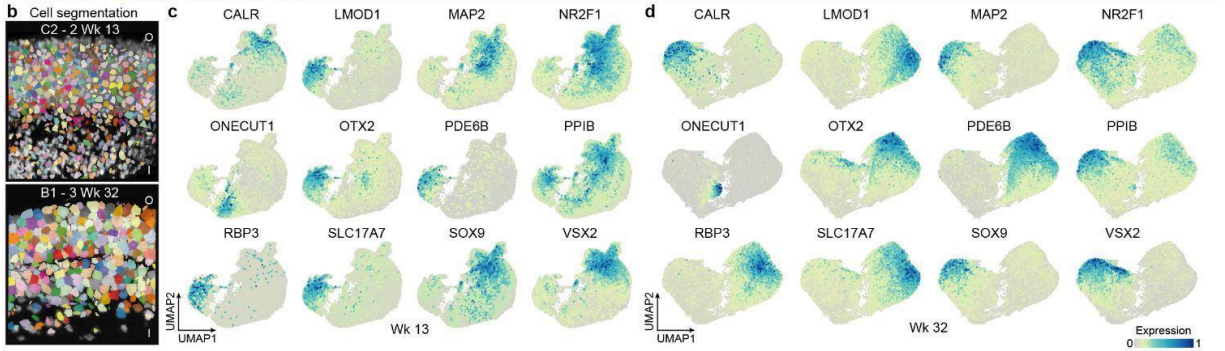 b
Cell segmentation
C2 - 2 Wk 13
O
I
B1 - 3 Wk 32
O
I
c
CALR LMOD1 MAP2 NR2F1
ONECUT1 OTX2 PDE6B PPIB
RBP3 SLC17A7 SOX9 VSX2
UMAP2
UMAP1
Wk 13
d
CALR LMOD1 MAP2 NR2F1
ONECUT1 OTX2 PDE6B PPIB
RBP3 SLC17A7 SOX9 VSX2
UMAP2
UMAP1
Wk 32
Expression
0 1